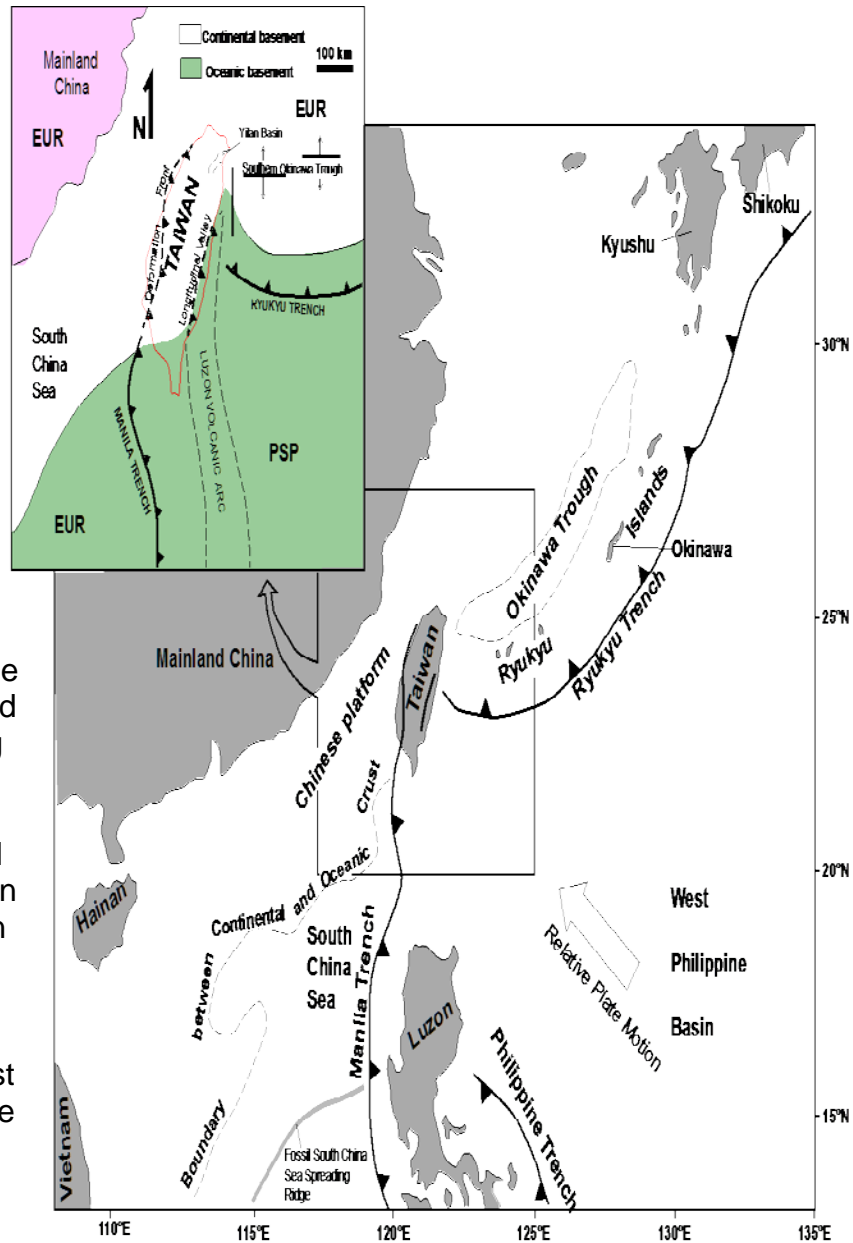 Continental basement
100 km
Oceanic basement
Mainland
China
EUR
N
EUR
Yilan Basin
Southern Okinawa Trough
Deformation Front
TAIWAN
Longitudinal Valley
RYUKYU TRENCH
South
China
Sea
MANILA TRENCH
LUZON VOLCANIC ARC
PSP
EUR
Shikoku
Kyushu
30°N
Okinawa Trough
Islands
Okinawa
Ryukyu
Ryukyu Trench
25°N
Mainland China
Taiwan
Chinese platform
e
d
g
l
n
n
st
e
Crust
Continental and Oceanic
between
Boundary
20°N
Hainan
South
China
Sea
Manila Trench
Luzon
West
Philippine
Basin
Relative Plate Motion
Philippine Trench
15°N
Vietnam
Fossil South China
Sea Spreading
Ridge
110°E
115°E
120°E
125°E
130°E
135°E